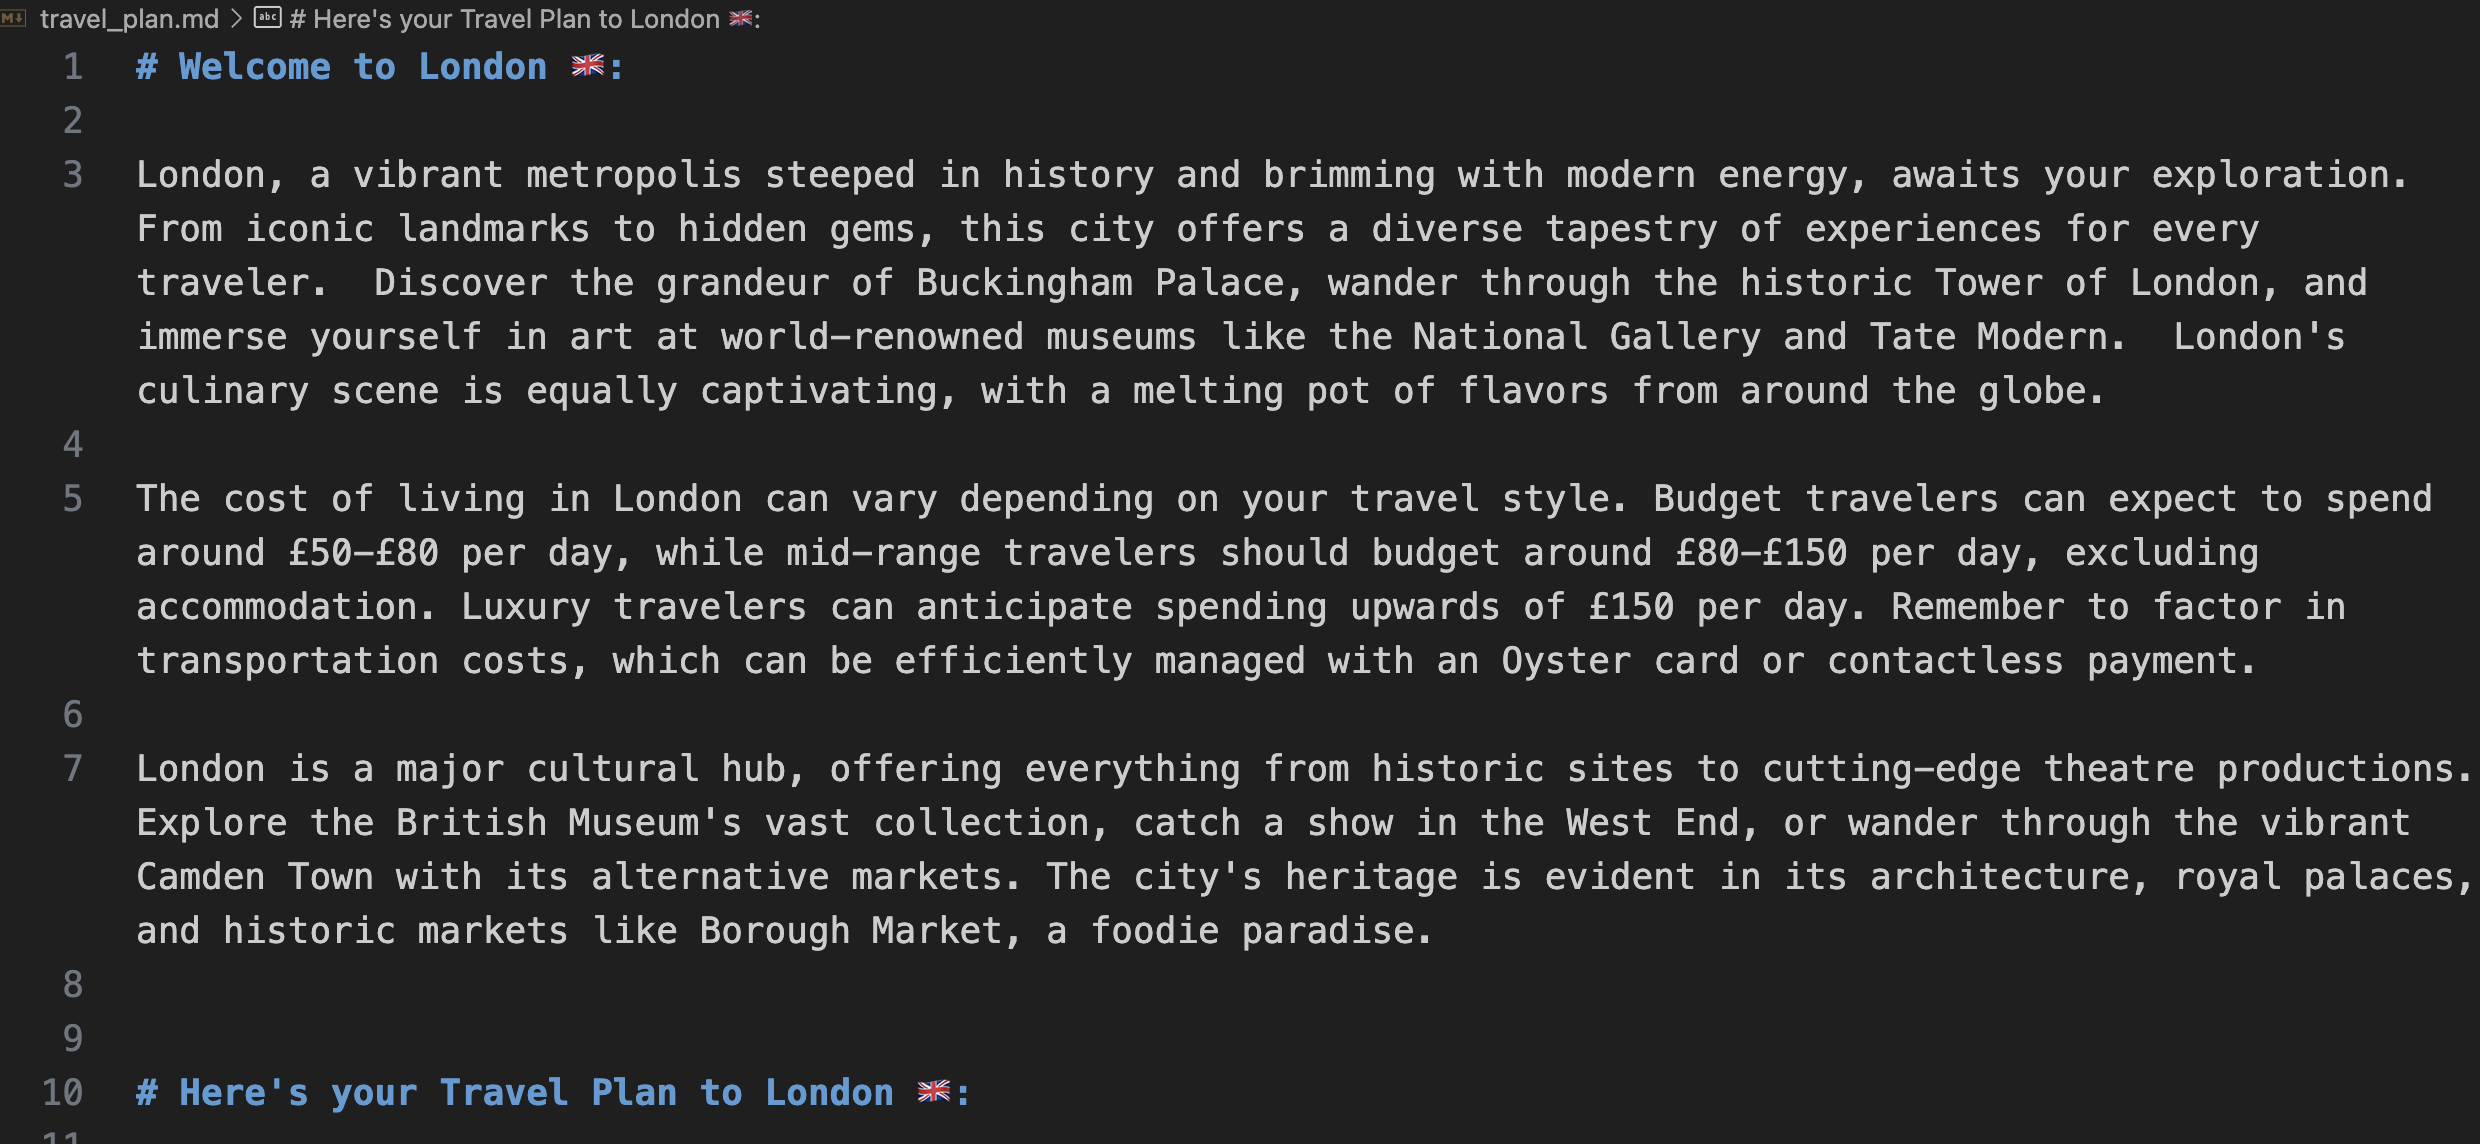 travel_plan.md > # Here's your Travel Plan to London 🇬🇧:
1 # Welcome to London 🇬🇧:
2
3 London, a vibrant metropolis steeped in history and brimming with modern energy, awaits your exploration.
From iconic landmarks to hidden gems, this city offers a diverse tapestry of experiences for every
traveler.  Discover the grandeur of Buckingham Palace, wander through the historic Tower of London, and
immerse yourself in art at world-renowned museums like the National Gallery and Tate Modern.  London's
culinary scene is equally captivating, with a melting pot of flavors from around the globe.
4
5 The cost of living in London can vary depending on your travel style. Budget travelers can expect to spend
around £50-£80 per day, while mid-range travelers should budget around £80-£150 per day, excluding
accommodation. Luxury travelers can anticipate spending upwards of £150 per day. Remember to factor in
transportation costs, which can be efficiently managed with an Oyster card or contactless payment.
6
7 London is a major cultural hub, offering everything from historic sites to cutting-edge theatre productions.
Explore the British Museum's vast collection, catch a show in the West End, or wander through the vibrant
Camden Town with its alternative markets. The city's heritage is evident in its architecture, royal palaces,
and historic markets like Borough Market, a foodie paradise.
8
9
10 # Here's your Travel Plan to London 🇬🇧:
11